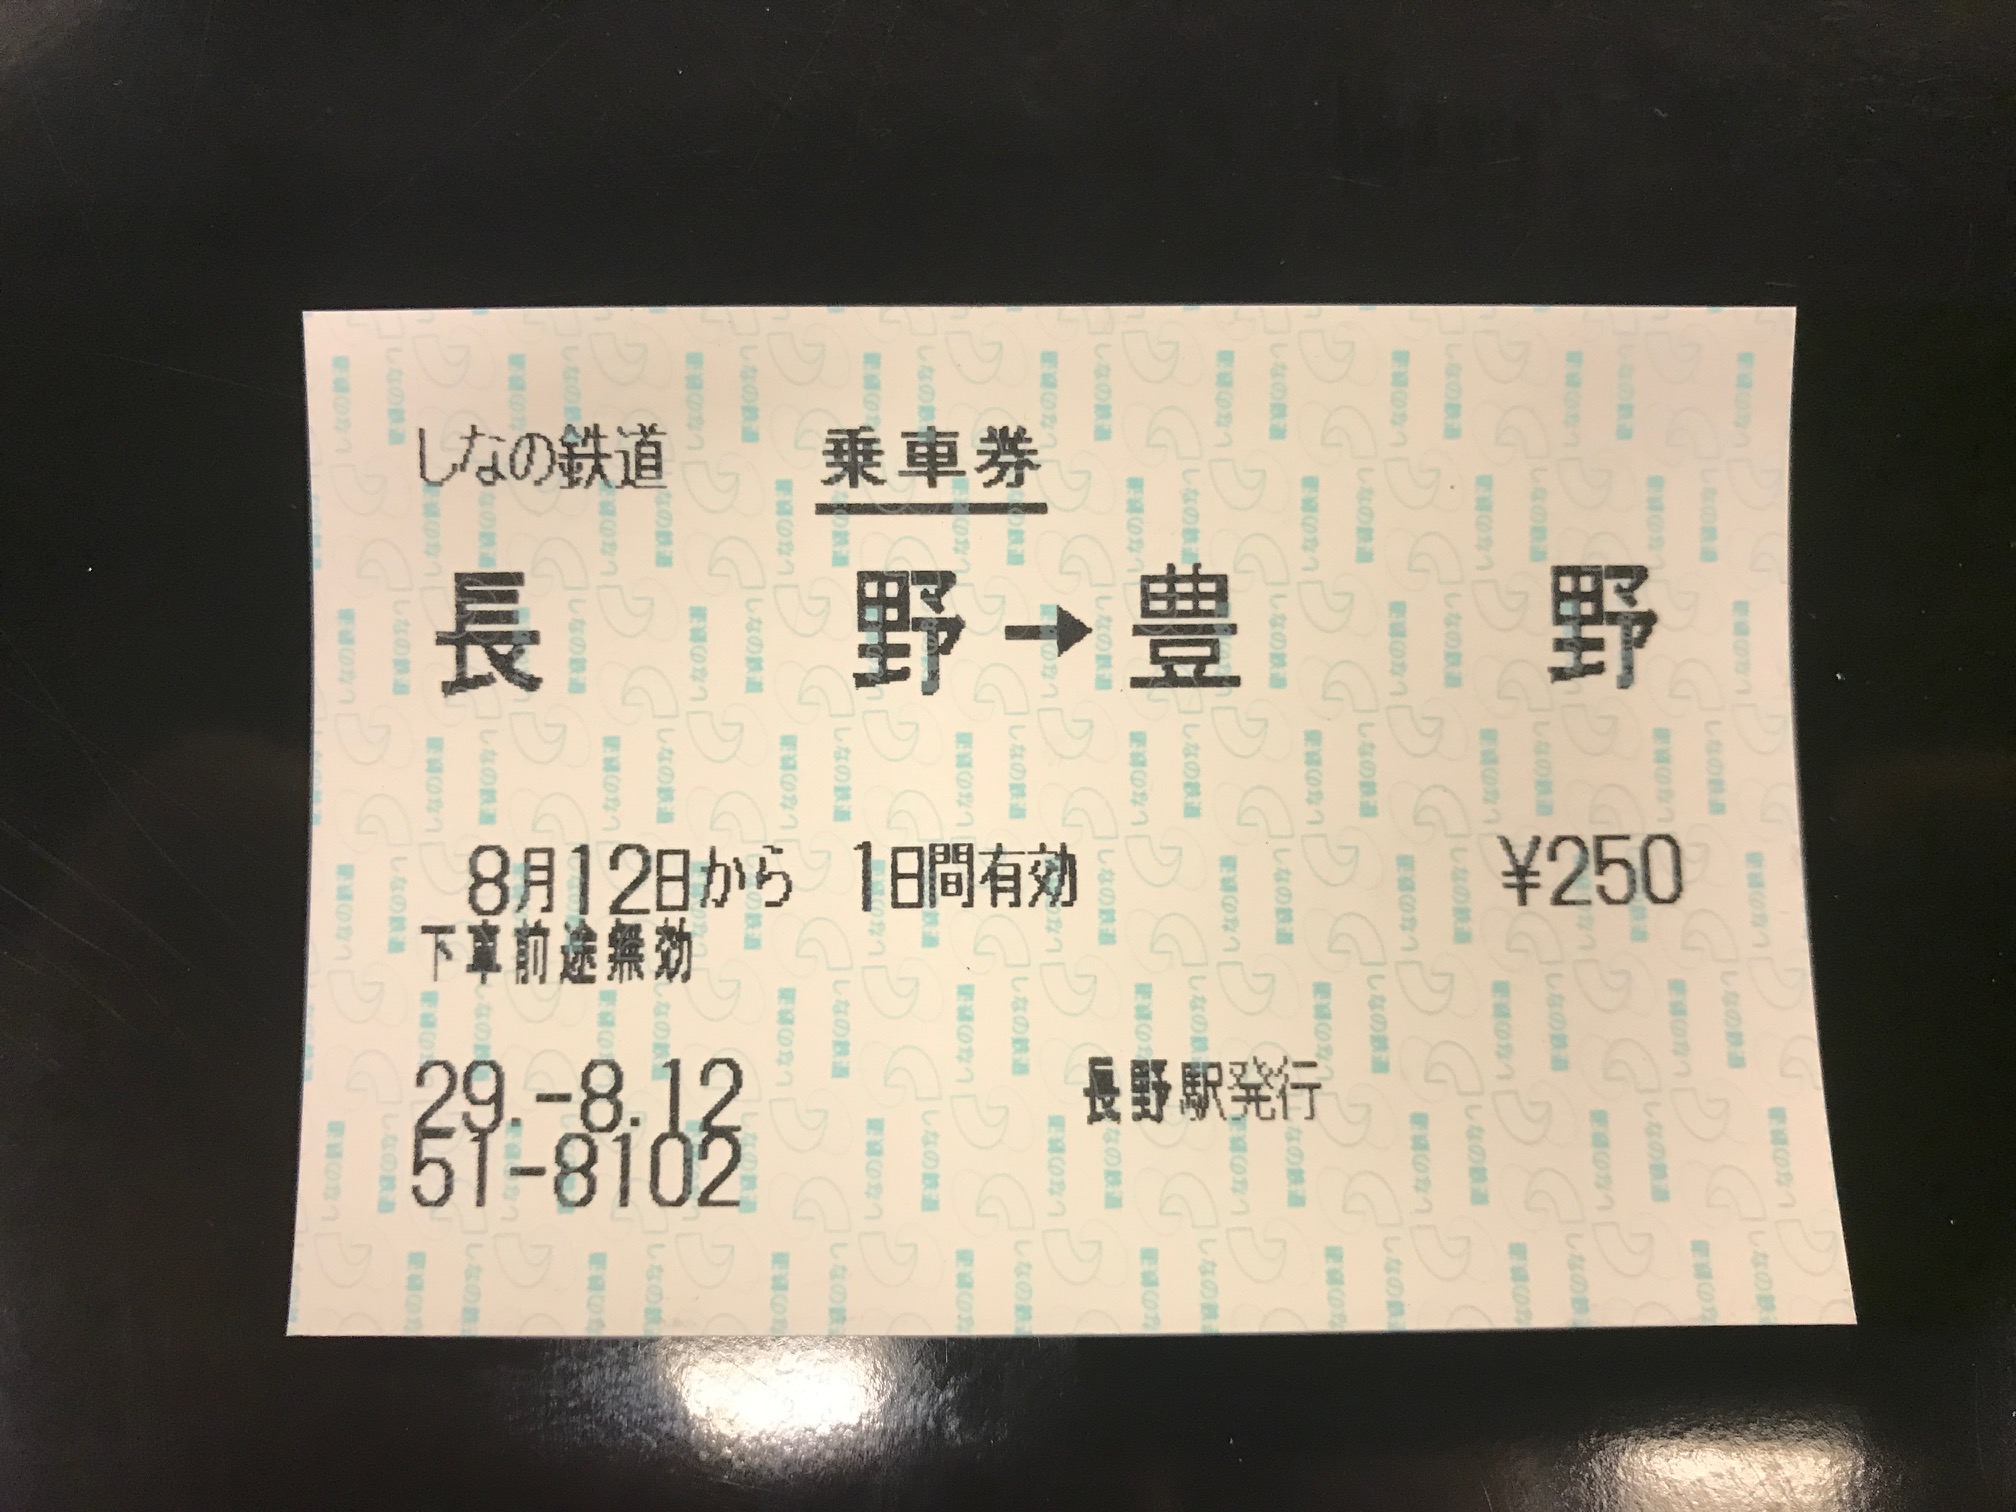 しなの鉄道 乗車券
長野→豊野
8月12日から 1日間有効 ¥250
下車前途無効
29.-8.12 長野駅発行
51-8102